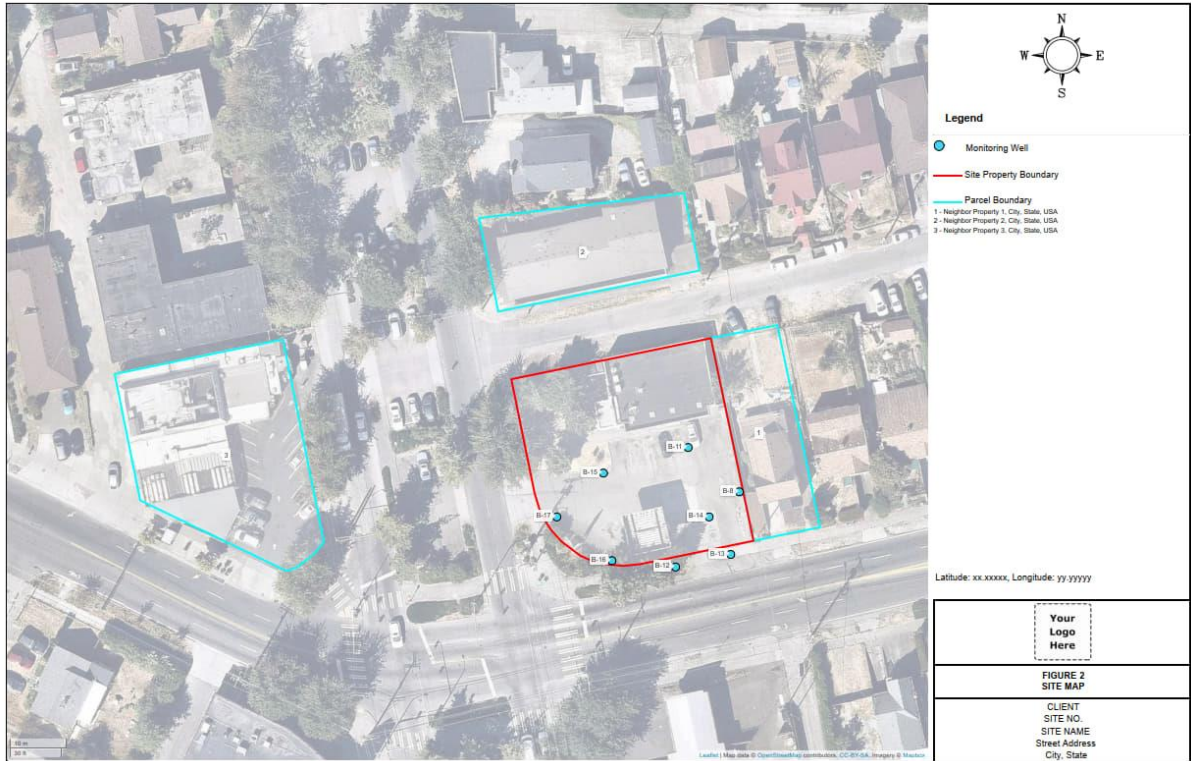 N
W E
S
Legend
Monitoring Well
Site Property Boundary
Parcel Boundary
1 - Neighbor Property 1, City, State, USA
2 - Neighbor Property 2, City, State, USA
3 - Neighbor Property 3, City, State, USA
2
1
3
B-11
B-15
B-8
B-17
B-14
B-13
B-16
B-12
10 m
30 ft
Leaflet | Map data © OpenStreetMap contributors, CC-BY-SA, Imagery © Mapbox
Latitude: xx.xxxxx, Longitude: yy.yyyyy
Your
Logo
Here
FIGURE 2
SITE MAP
CLIENT
SITE NO.
SITE NAME
Street Address
City, State